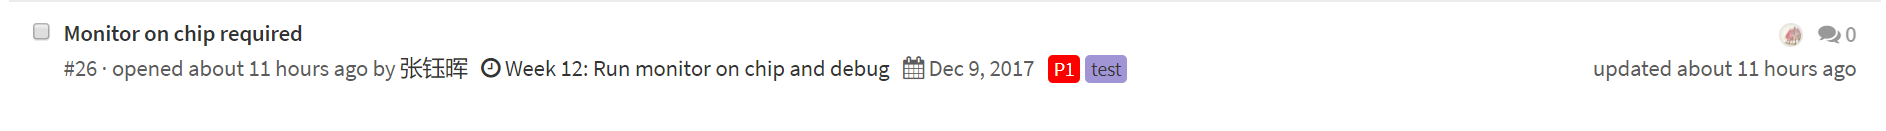 Monitor on chip required
0
#26 · opened about 11 hours ago by 张钰晖 Week 12: Run monitor on chip and debug Dec 9, 2017 P1 test
updated about 11 hours ago